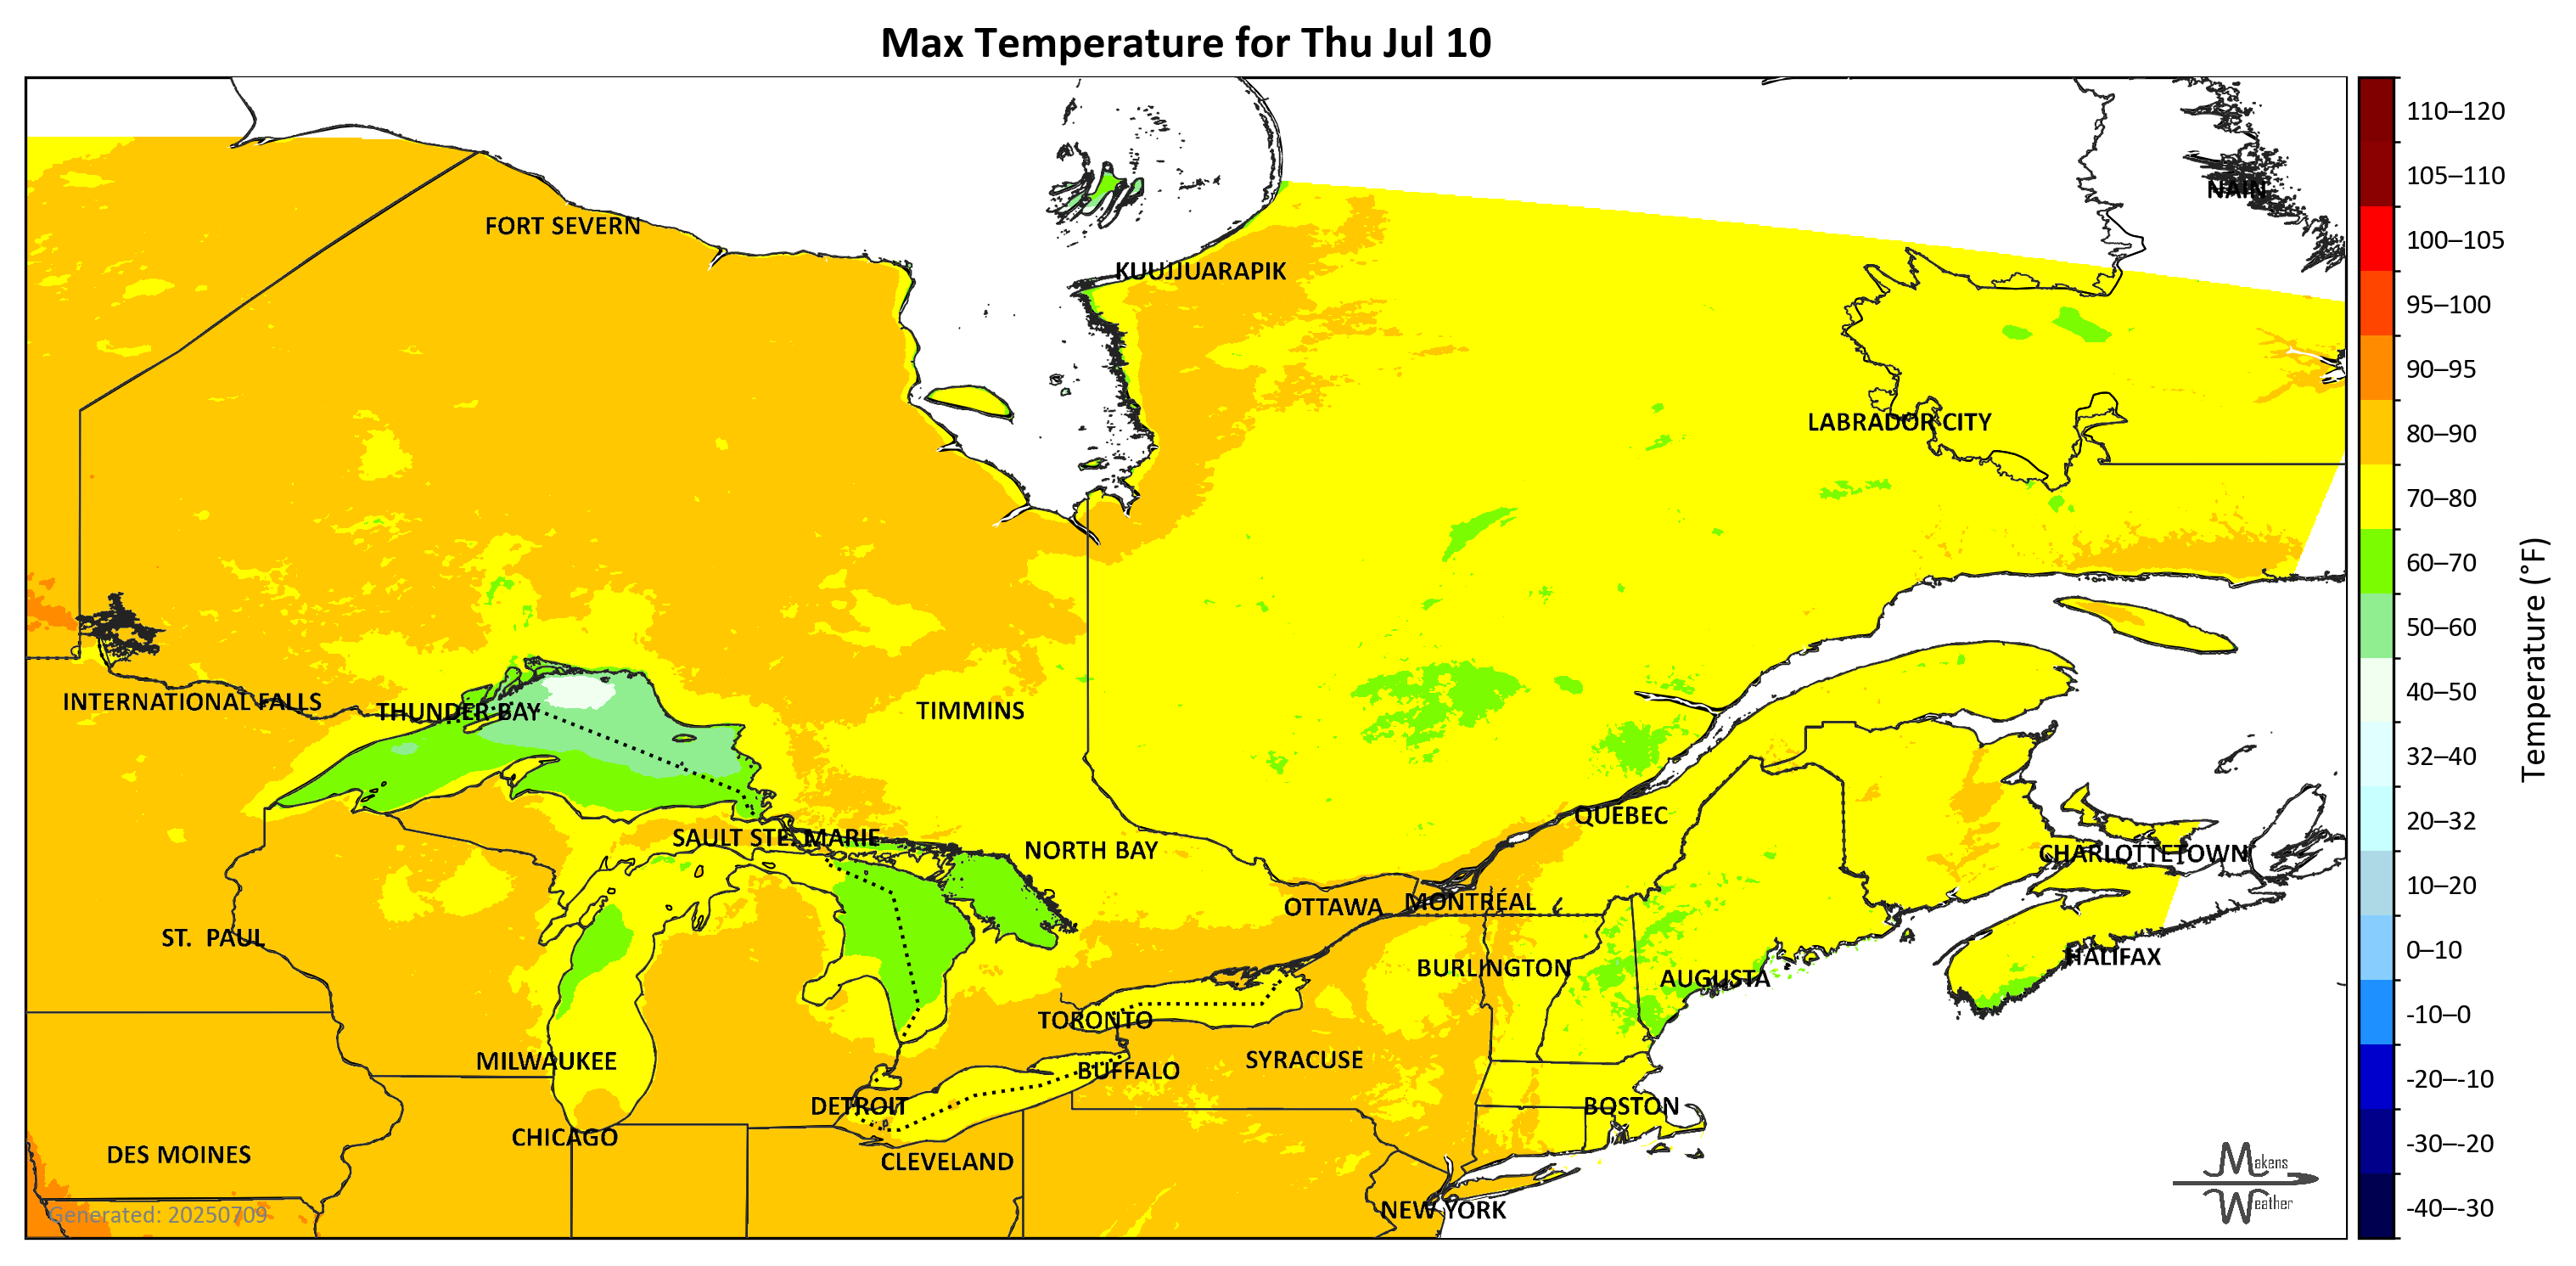 Max Temperature for Thu Jul 10
110–120
105–110
NAIN
FORT SEVERN
100–105
KUUJJUARAPIK
95–100
90–95
LABRADOR CITY
80–90
70–80
60–70
50–60
INTERNATIONAL FALLS
THUNDER BAY
TIMMINS
40–50
Temperature (°F)
32–40
QUEBEC
20–32
SAULT STE. MARIE
NORTH BAY
CHARLOTTETOWN
10–20
OTTAWA
MONTRÉAL
ST.  PAUL
0–10
HALIFAX
BURLINGTON
AUGUSTA
-10–0
TORONTO
MILWAUKEE
SYRACUSE
BUFFALO
-20–-10
DETROIT
BOSTON
CHICAGO
-30–-20
DES MOINES
CLEVELAND
Makens
Weather
NEW YORK
-40–-30
Generated: 20250709